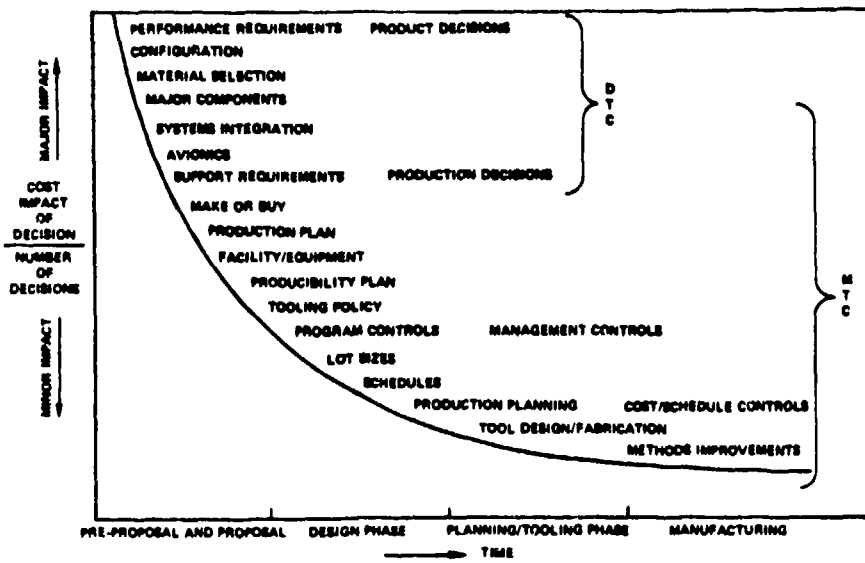 PERFORMANCE REQUIREMENTS PRODUCT DECISIONS
CONFIGURATION
MATERIAL SELECTION
MAJOR COMPONENTS
SYSTEMS INTEGRATION
AVIONICS
SUPPORT REQUIREMENTS PRODUCTION DECISIONS
MAKE OR BUY
PRODUCTION PLAN
FACILITY/EQUIPMENT
PRODUCIBILITY PLAN
TOOLING POLICY
PROGRAM CONTROLS MANAGEMENT CONTROLS
LOT SIZES
SCHEDULES
PRODUCTION PLANNING COST/SCHEDULE CONTROLS
TOOL DESIGN/FABRICATION
METHODS IMPROVEMENTS
D
T
C
M
T
C
MAJOR IMPACT
COST
IMPACT
OF
DECISION
NUMBER
OF
DECISIONS
MINOR IMPACT
PRE-PROPOSAL AND PROPOSAL DESIGN PHASE PLANNING/TOOLING PHASE MANUFACTURING
TIME